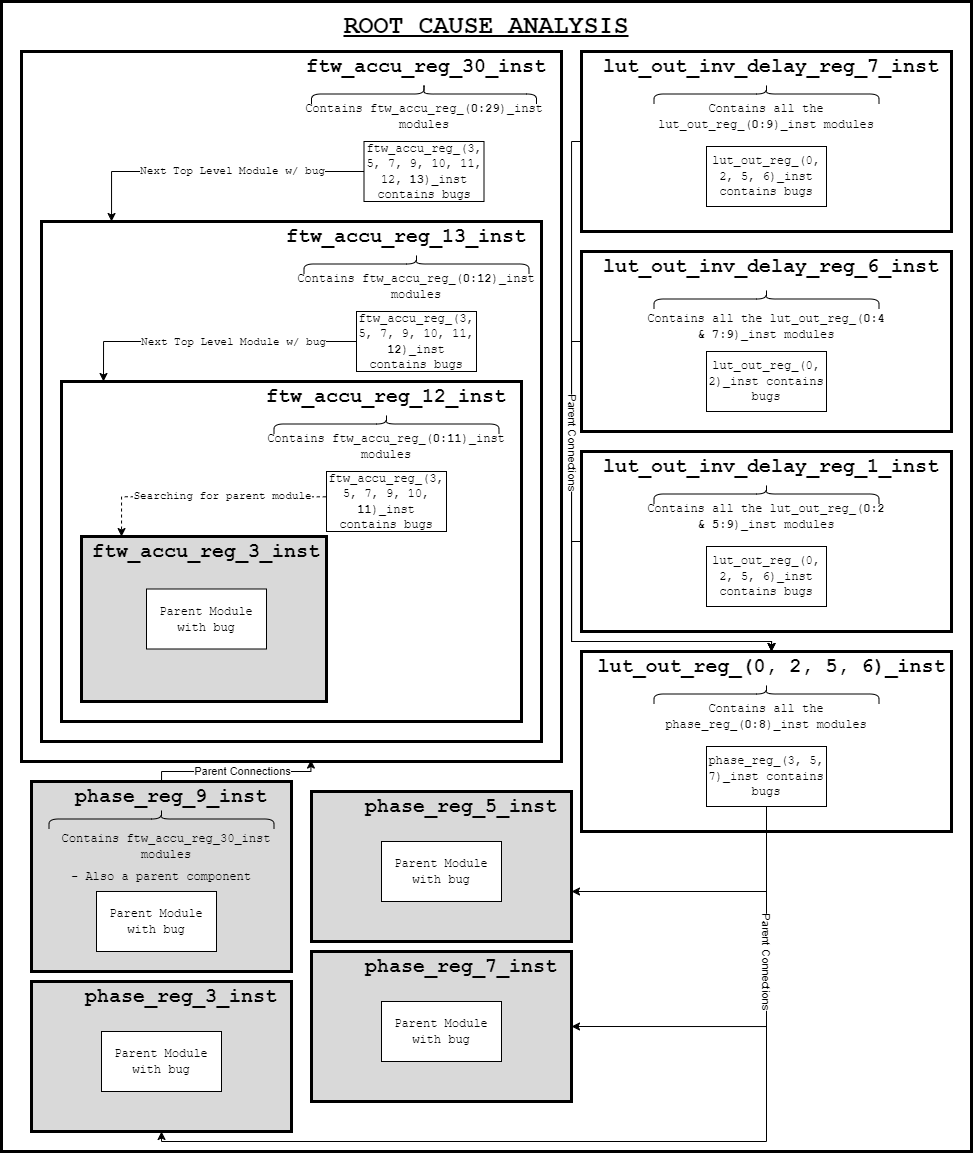 ROOT CAUSE ANALYSIS
ftw_accu_reg_30_inst
Contains ftw_accu_reg_(0:29)_inst
modules
ftw_accu_reg_(3,
5, 7, 9, 10, 11,
12, 13)_inst
contains bugs
Next Top Level Module w/ bug
ftw_accu_reg_13_inst
Contains ftw_accu_reg_(0:12)_inst
modules
ftw_accu_reg_(3,
5, 7, 9, 10, 11,
12)_inst
contains bugs
Next Top Level Module w/ bug
ftw_accu_reg_12_inst
Contains ftw_accu_reg_(0:11)_inst
modules
ftw_accu_reg_(3,
5, 7, 9, 10,
11)_inst
contains bugs
Searching for parent module
ftw_accu_reg_3_inst
Parent Module
with bug
lut_out_inv_delay_reg_7_inst
Contains all the
lut_out_reg_(0:9)_inst modules
lut_out_reg_(0,
2, 5, 6)_inst
contains bugs
lut_out_inv_delay_reg_6_inst
Contains all the lut_out_reg_(0:4
& 7:9)_inst modules
lut_out_reg_(0,
2)_inst contains
bugs
Parent Connections
lut_out_inv_delay_reg_1_inst
Contains all the lut_out_reg_(0:2
& 5:9)_inst modules
lut_out_reg_(0,
2, 5, 6)_inst
contains bugs
lut_out_reg_(0, 2, 5, 6)_inst
Contains all the
phase_reg_(0:8)_inst modules
phase_reg_(3, 5,
7)_inst contains
bugs
Parent Connections
phase_reg_9_inst
Contains ftw_accu_reg_30_inst
modules
- Also a parent component
Parent Module
with bug
phase_reg_5_inst
Parent Module
with bug
Parent Connections
phase_reg_7_inst
Parent Module
with bug
phase_reg_3_inst
Parent Module
with bug